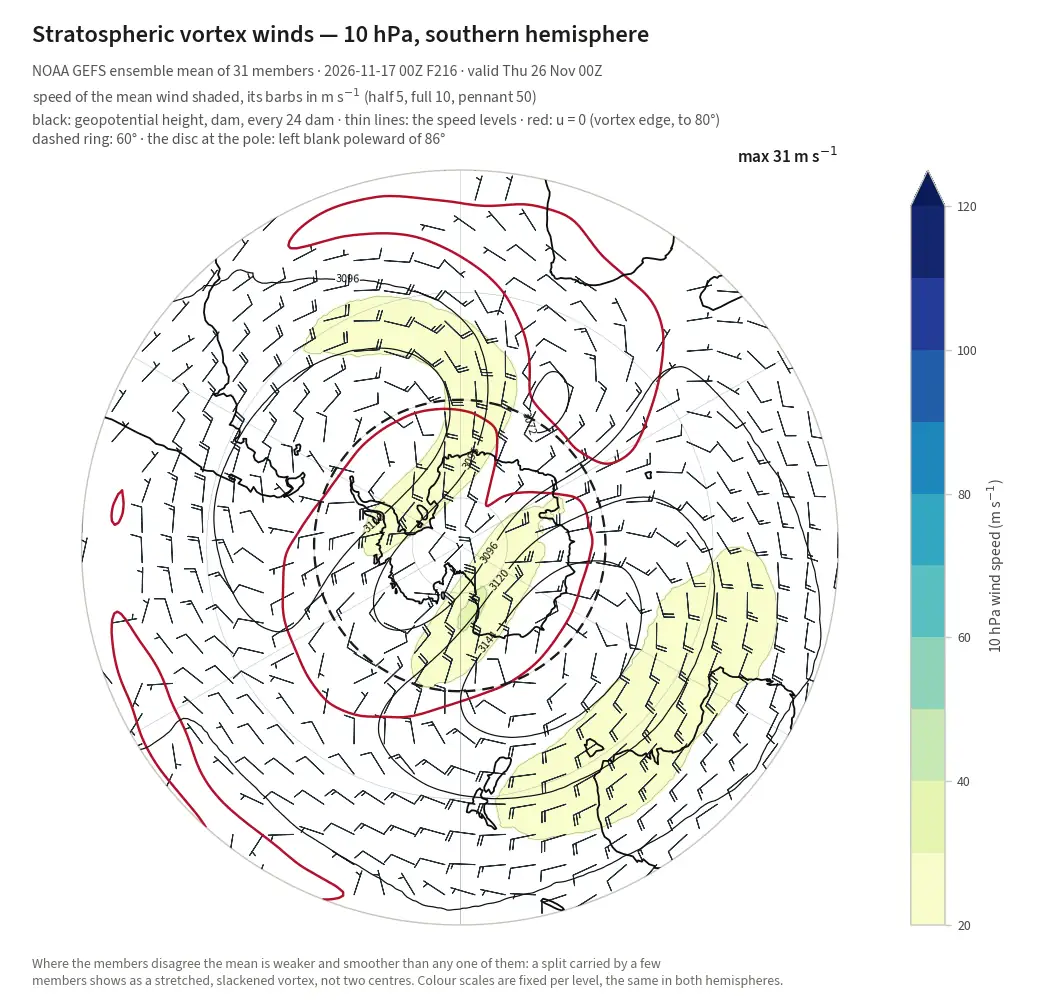 Stratospheric vortex winds — 10 hPa, southern hemisphere
NOAA GEFS ensemble mean of 31 members · 2026-11-17 00Z F216 · valid Thu 26 Nov 00Z
speed of the mean wind shaded, its barbs in m s⁻¹ (half 5, full 10, pennant 50)
black: geopotential height, dam, every 24 dam · thin lines: the speed levels · red: u = 0 (vortex edge, to 80°)
dashed ring: 60° · the disc at the pole: left blank poleward of 86°
max 31 m s⁻¹
120
100
80
60
40
20
10 hPa wind speed (m s⁻¹)
3096
3096
3120
Where the members disagree the mean is weaker and smoother than any one of them: a split carried by a few
members shows as a stretched, slackened vortex, not two centres. Colour scales are fixed per level, the same in both hemispheres.